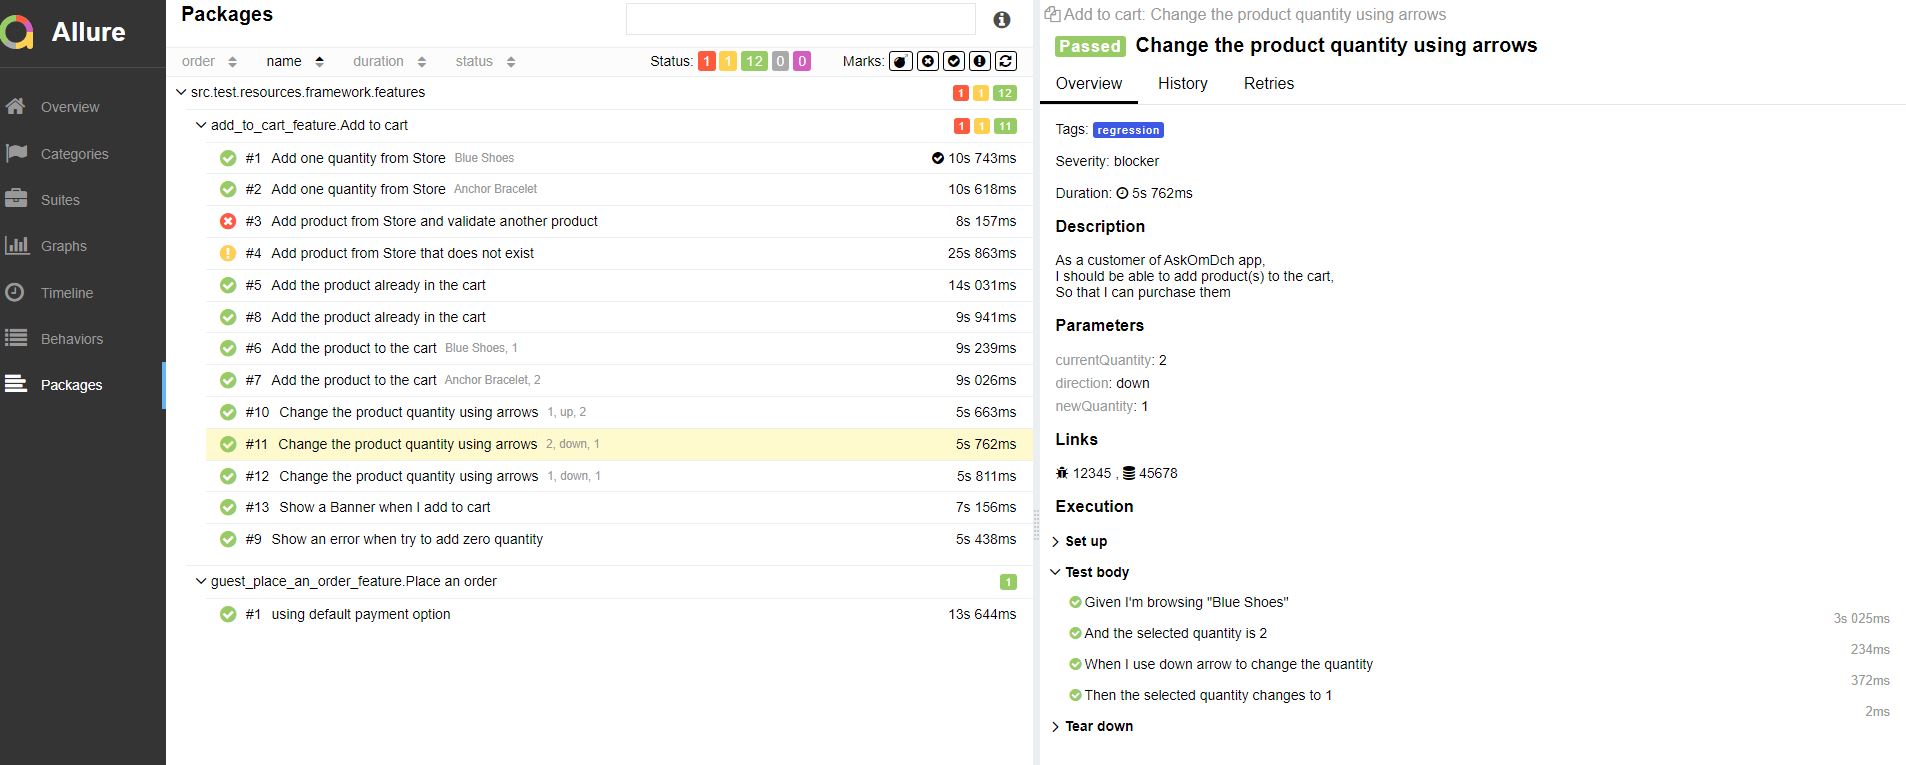 Allure
Overview
Categories
Suites
Graphs
Timeline
Behaviors
Packages
Packages
order name duration status Status: 1 1 12 0 0 Marks:
src.test.resources.framework.features 1 1 12
add_to_cart_feature.Add to cart 1 1 11
#1 Add one quantity from Store Blue Shoes 10s 743ms
#2 Add one quantity from Store Anchor Bracelet 10s 618ms
#3 Add product from Store and validate another product 8s 157ms
#4 Add product from Store that does not exist 25s 863ms
#5 Add the product already in the cart 14s 031ms
#8 Add the product already in the cart 9s 941ms
#6 Add the product to the cart Blue Shoes, 1 9s 239ms
#7 Add the product to the cart Anchor Bracelet, 2 9s 026ms
#10 Change the product quantity using arrows 1, up, 2 5s 663ms
#11 Change the product quantity using arrows 2, down, 1 5s 762ms
#12 Change the product quantity using arrows 1, down, 1 5s 811ms
#13 Show a Banner when I add to cart 7s 156ms
#9 Show an error when try to add zero quantity 5s 438ms
guest_place_an_order_feature.Place an order 1
#1 using default payment option 13s 644ms
Add to cart: Change the product quantity using arrows
Passed Change the product quantity using arrows
Overview History Retries
Tags: regression
Severity: blocker
Duration: 5s 762ms
Description
As a customer of AskOmDch app,
I should be able to add product(s) to the cart,
So that I can purchase them
Parameters
currentQuantity: 2
direction: down
newQuantity: 1
Links
12345 , 45678
Execution
Set up
Test body
Given I'm browsing "Blue Shoes"
3s 025ms
And the selected quantity is 2
234ms
When I use down arrow to change the quantity
372ms
Then the selected quantity changes to 1
2ms
Tear down